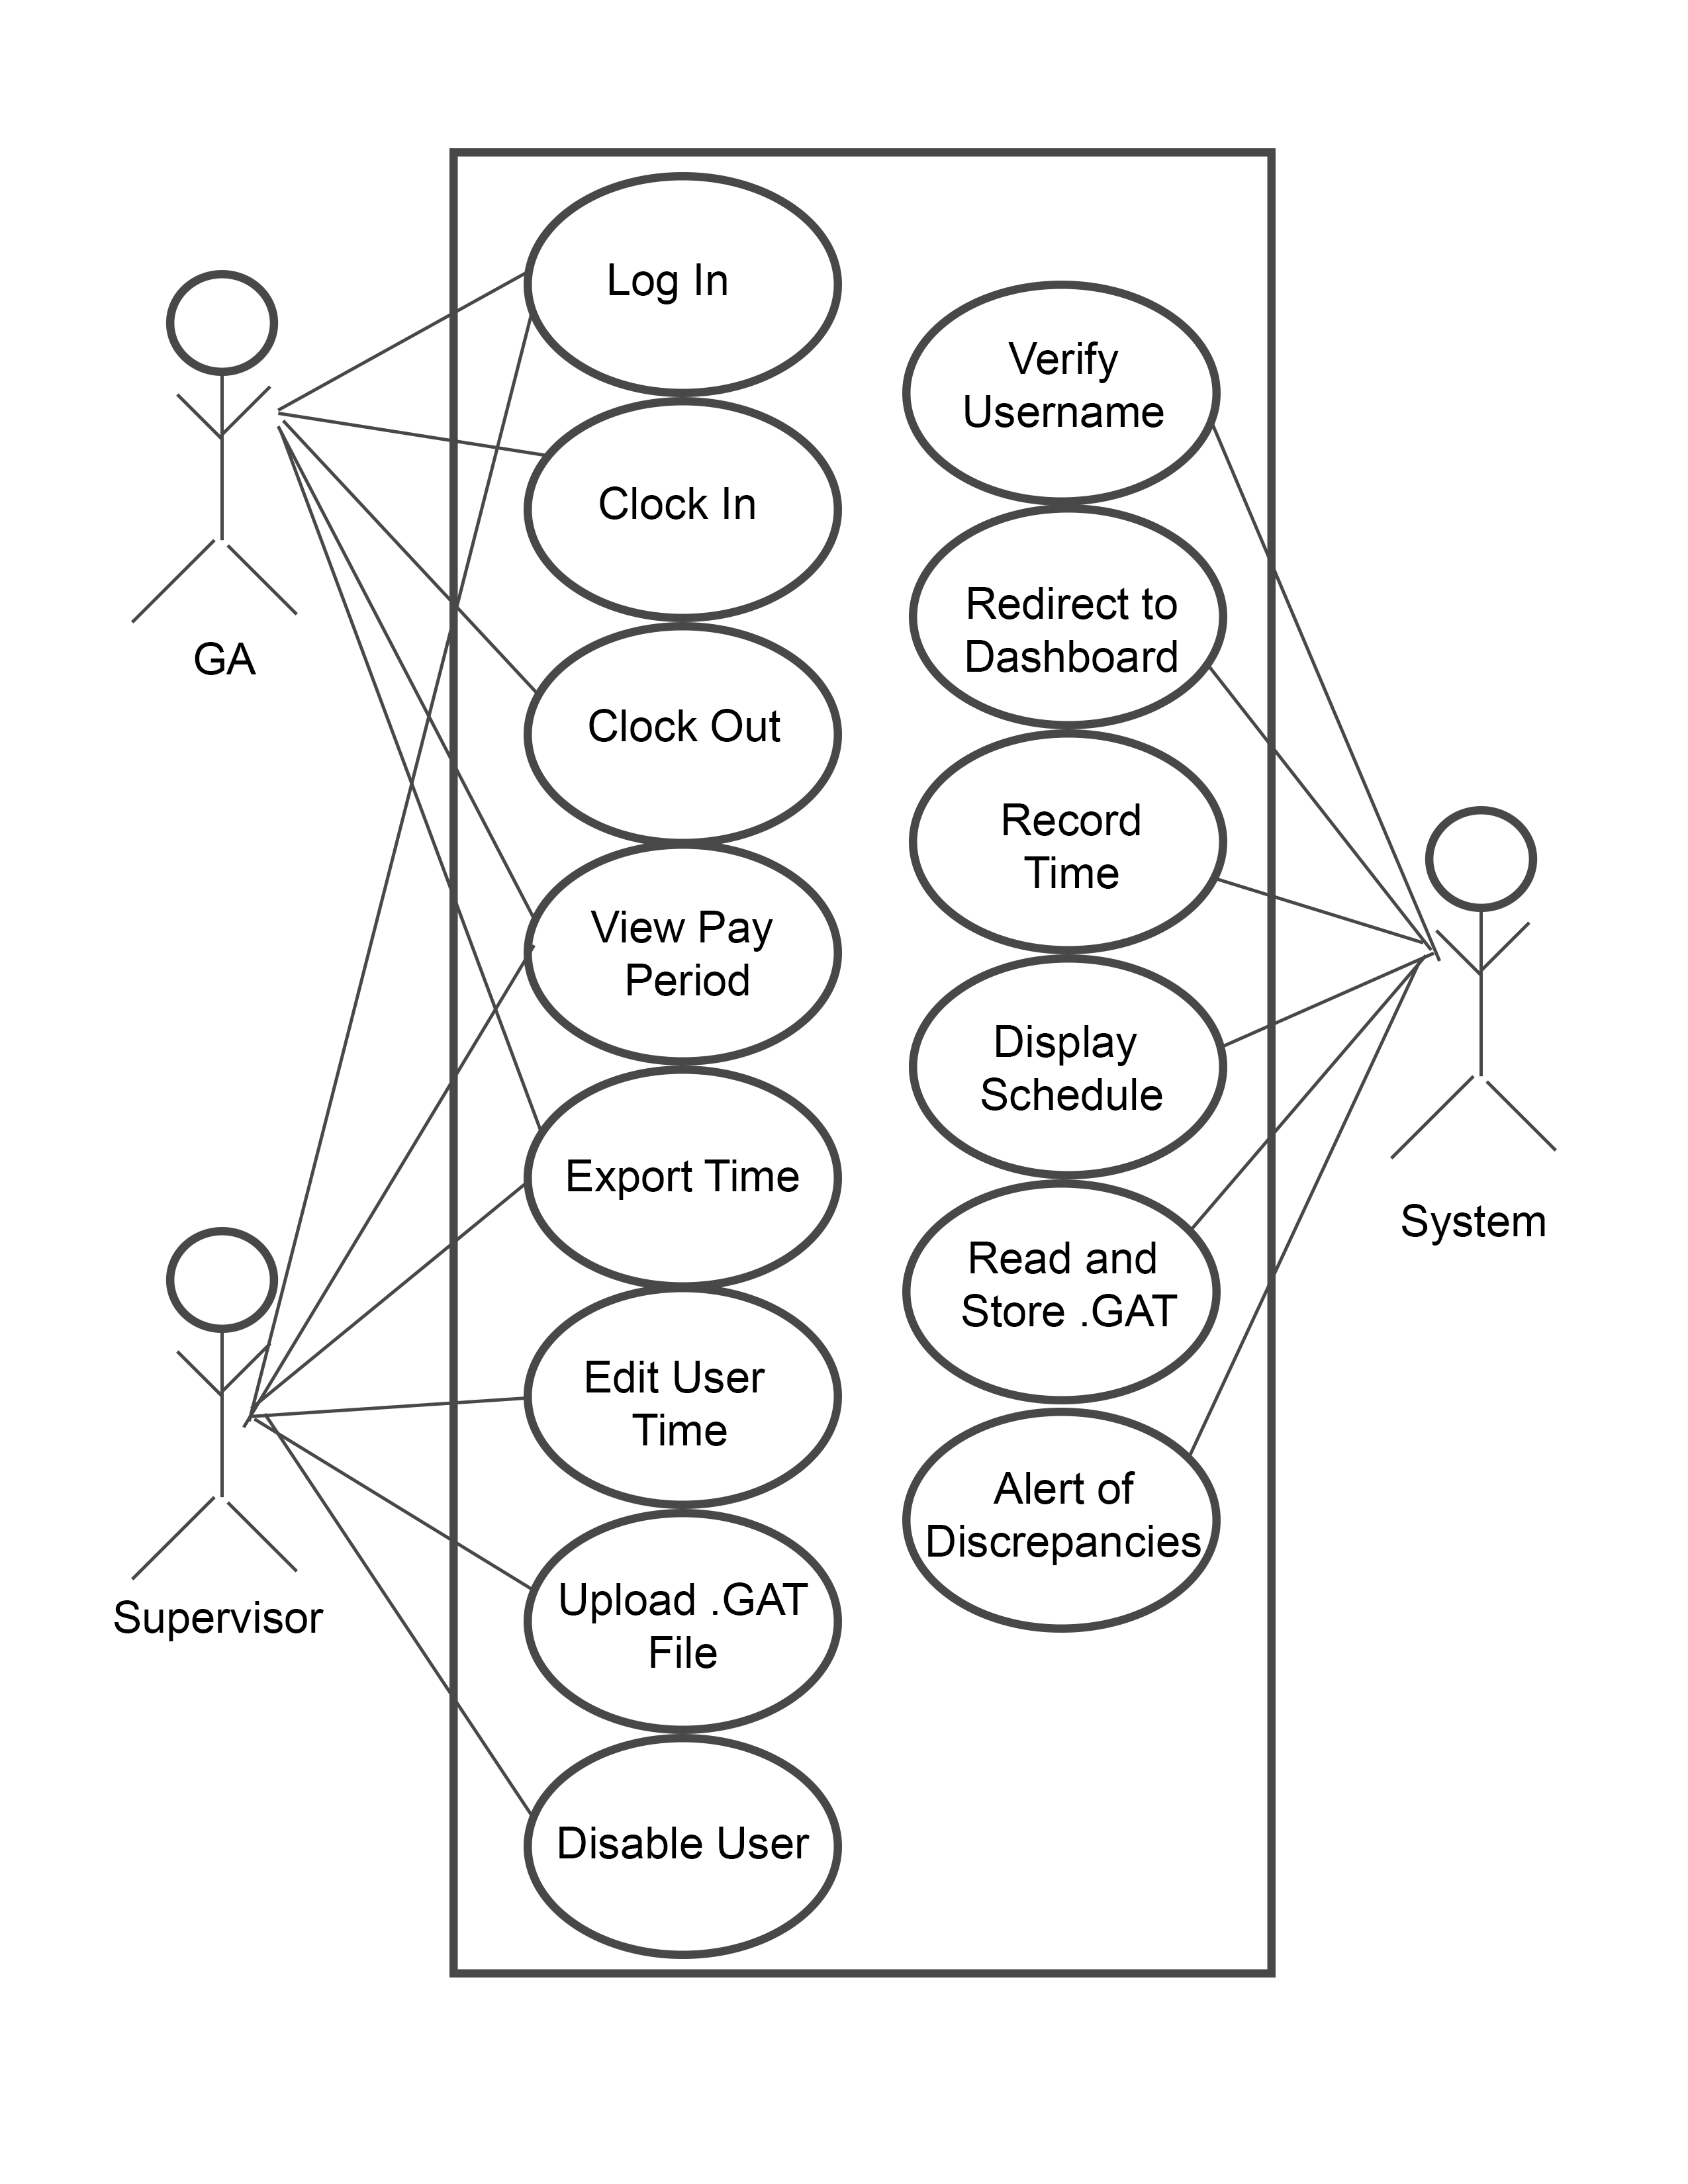 Log In
Verify
Username
Clock In
Redirect to
Dashboard
GA
Clock Out
Record
Time
View Pay
Period
Display
Schedule
Export Time
System
Read and
Store .GAT
Edit User
Time
Alert of
Discrepancies
Supervisor
Upload .GAT
File
Disable User